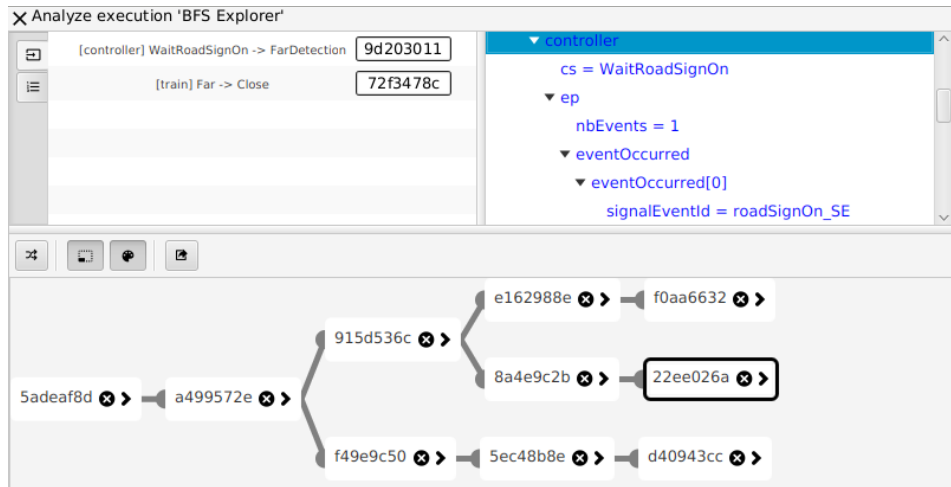 Analyze execution 'BFS Explorer'
[controller] WaitRoadSignOn -> FarDetection 9d203011
[train] Far -> Close 72f3478c
controller
cs = WaitRoadSignOn
ep
nbEvents = 1
eventOccurred
eventOccurred[0]
signalEventId = roadSignOn_SE
e162988e f0aa6632
915d536c
8a4e9c2b 22ee026a
5adeaf8d a499572e
f49e9c50 5ec48b8e d40943cc